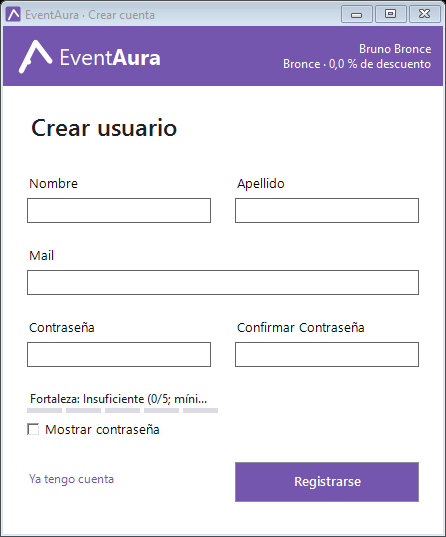 EventAura - Crear cuenta
EventAura
Bruno Bronce
Bronce · 0,0 % de descuento
Crear usuario
Nombre
Apellido
Mail
Contraseña
Confirmar Contraseña
Fortaleza: Insuficiente (0/5; míni...
Mostrar contraseña
Ya tengo cuenta
Registrarse